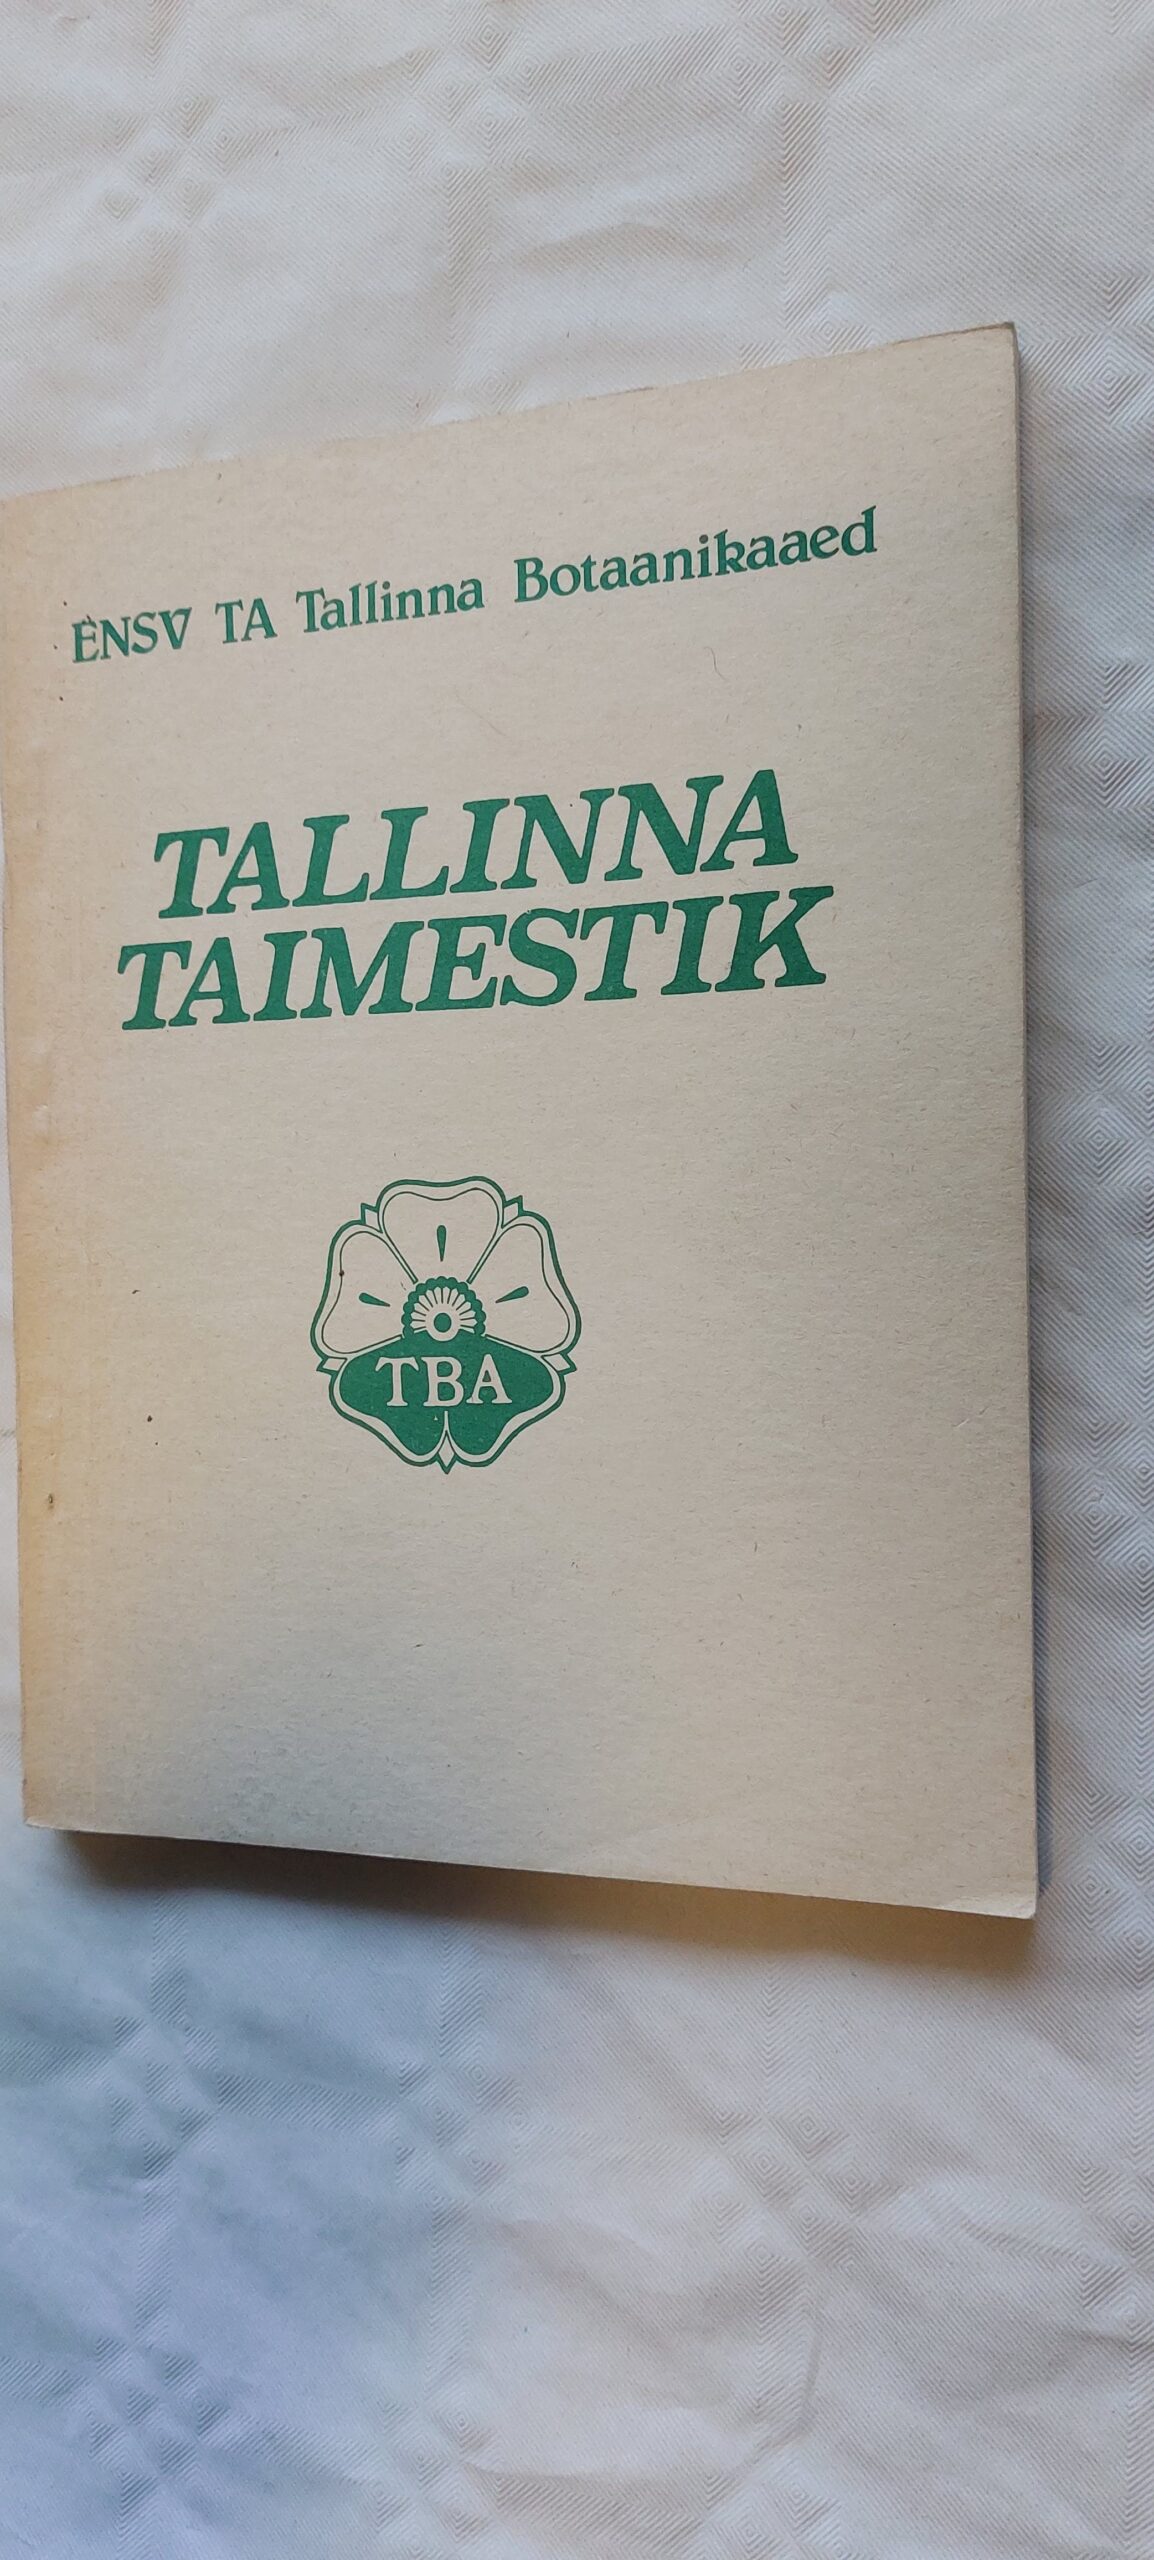 ENSV TA Tallinna Botaanikaaed
TALLINNA
TAIMESTIK
TBA